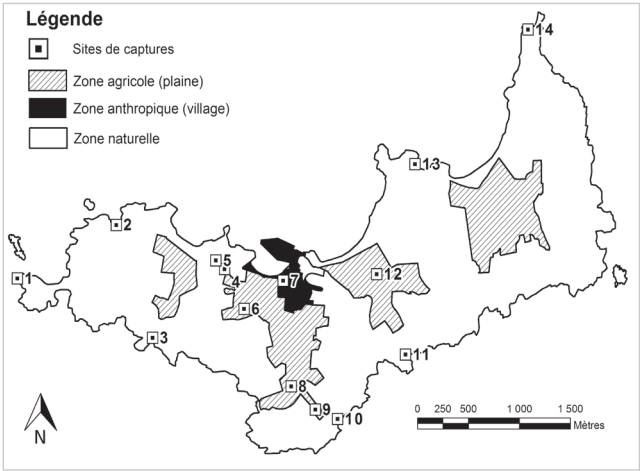 Légende
Sites de captures
Zone agricole (plaine)
Zone anthropique (village)
Zone naturelle
14
13
2
5
1
4
7
12
6
3
11
8
9
10
N
0 250 500 1 000 1 500
Mètres